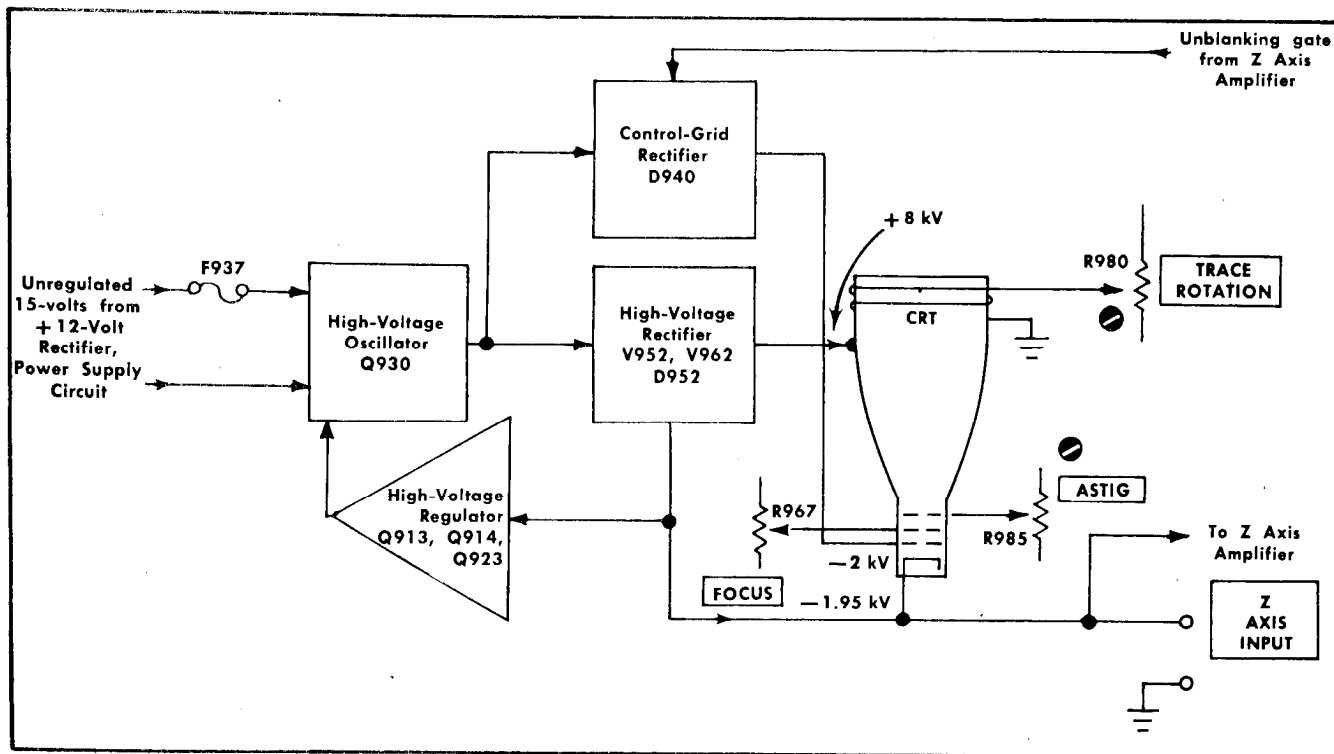 Unblanking gate
from Z Axis
Amplifier
Control-Grid
Rectifier
D940
+ 8 kV
F937
Unregulated
15-volts from
+ 12-Volt
Rectifier,
Power Supply
Circuit
High-Voltage
Oscillator
Q930
High-Voltage
Rectifier
V952, V962
D952
CRT
R980
TRACE
ROTATION
High-Voltage
Regulator
Q913, Q914,
Q923
R967
FOCUS
—2 kV
—1.95 kV
ASTIG
R985
To Z Axis
Amplifier
Z
AXIS
INPUT